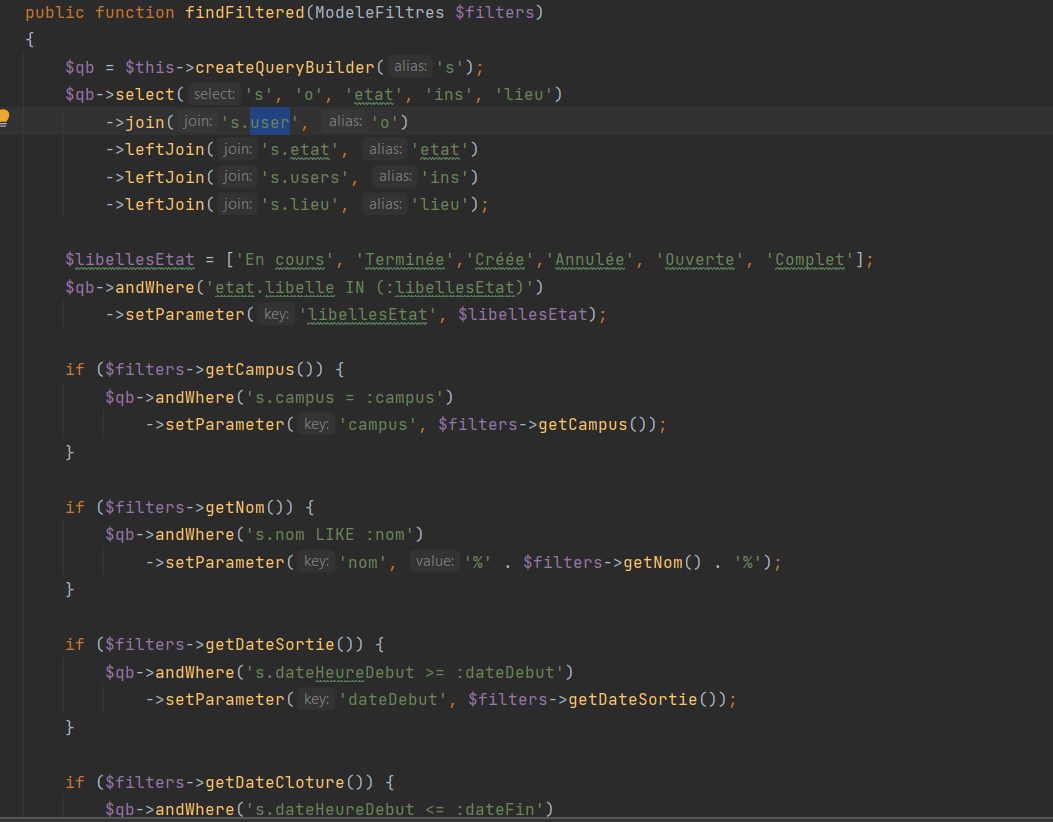 public function findFiltered(ModeleFiltres $filters)
{
$qb = $this->createQueryBuilder( alias: 's');
$qb->select( select: 's', 'o', 'etat', 'ins', 'lieu')
->join( join: 's.user', alias: 'o')
->leftJoin( join: 's.etat', alias: 'etat')
->leftJoin( join: 's.users', alias: 'ins')
->leftJoin( join: 's.lieu', alias: 'lieu');
$libellesEtat = ['En cours', 'Terminée','Créée','Annulée', 'Ouverte', 'Complet'];
$qb->andWhere('etat.libelle IN (:libellesEtat)')
->setParameter( key: 'libellesEtat', $libellesEtat);
if ($filters->getCampus()) {
$qb->andWhere('s.campus = :campus')
->setParameter( key: 'campus', $filters->getCampus());
}
if ($filters->getNom()) {
$qb->andWhere('s.nom LIKE :nom')
->setParameter( key: 'nom', value: '%' . $filters->getNom() . '%');
}
if ($filters->getDateSortie()) {
$qb->andWhere('s.dateHeureDebut >= :dateDebut')
->setParameter( key: 'dateDebut', $filters->getDateSortie());
}
if ($filters->getDateCloture()) {
$qb->andWhere('s.dateHeureDebut <= :dateFin')